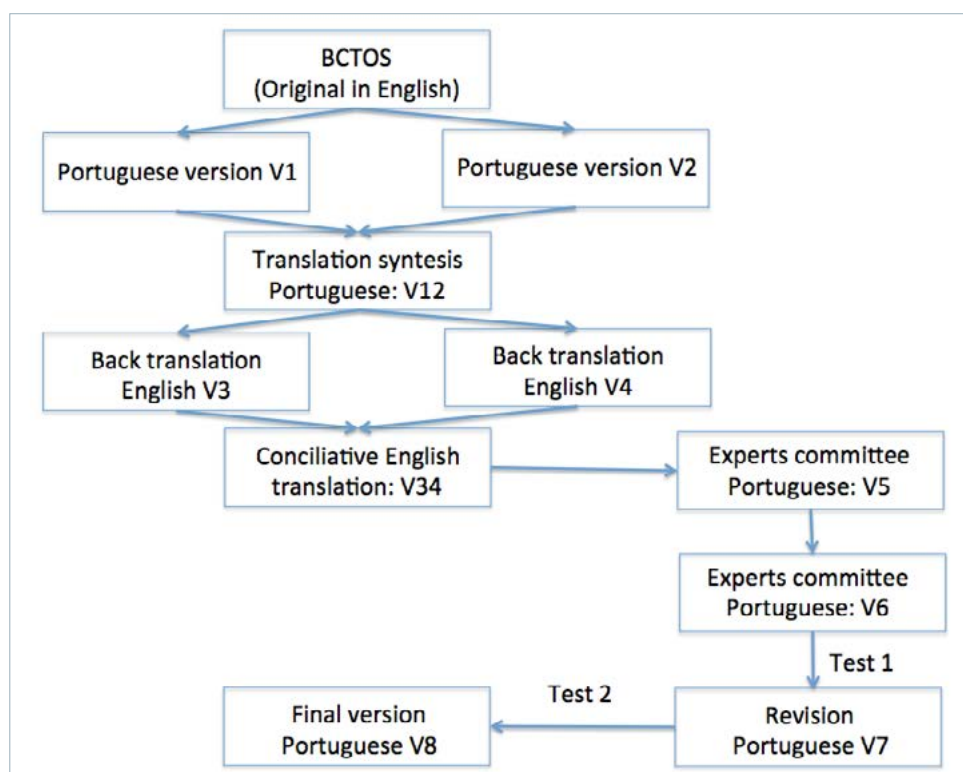 BCTOS
(Original in English)
Portuguese version V1
Portuguese version V2
Translation syntesis
Portuguese: V12
Back translation
English V3
Back translation
English V4
Conciliative English
translation: V34
Experts committee
Portuguese: V5
Experts committee
Portuguese: V6
Test 1
Revision
Portuguese V7
Test 2
Final version
Portuguese V8